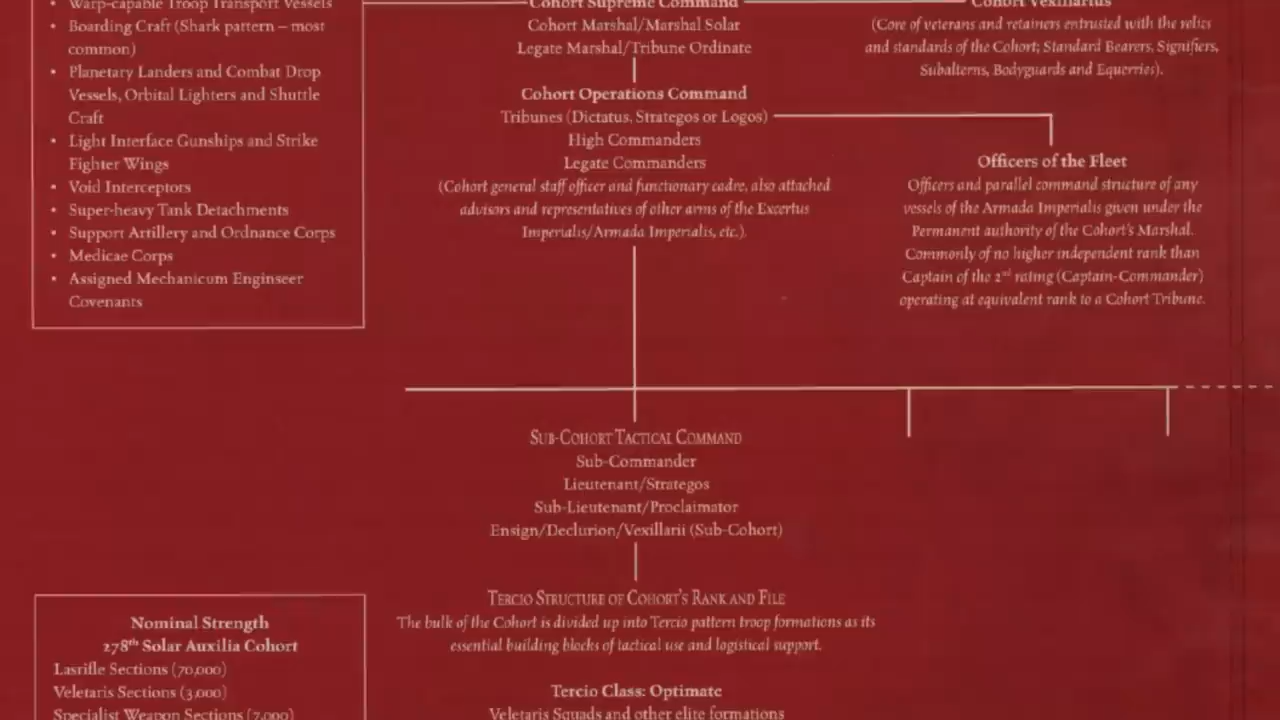 • Warp-capable Troop Transport Vessels
• Boarding Craft (Shark pattern – most
common)
• Planetary Landers and Combat Drop
Vessels, Orbital Lighters and Shuttle
Craft
• Light Interface Gunships and Strike
Fighter Wings
• Void Interceptors
• Super-heavy Tank Detachments
• Support Artillery and Ordnance Corps
• Medicae Corps
• Assigned Mechanicum Enginseer
Covenants
Cohort Supreme Command
Cohort Marshal/Marshal Solar
Legate Marshal/Tribune Ordinate
Cohort Vexillarius
(Core of veterans and retainers entrusted with the relics
and standards of the Cohort; Standard Bearers, Signifers,
Subalterns, Bodyguards and Equerries).
Cohort Operations Command
Tribunes (Dictatus, Strategos or Logos)
High Commanders
Legate Commanders
(Cohort general staff officer and functionary cadre, also attached
advisors and representatives of other arms of the Excertus
Imperialis/Armada Imperialis, etc.).
Officers of the Fleet
Officers and parallel command structure of any
vessels of the Armada Imperialis given under the
Permanent authority of the Cohort's Marshal.
Commonly of no higher independent rank than
Captain of the 2nd rating (Captain-Commander)
operating at equivalent rank to a Cohort Tribune.
Sub-Cohort Tactical Command
Sub-Commander
Lieutenant/Strategos
Sub-Lieutenant/Proclaimator
Ensign/Declurion/Vexillarii (Sub-Cohort)
Tercio Structure of Cohort's Rank and File
The bulk of the Cohort is divided up into Tercio pattern troop formations as its
essential building blocks of tactical use and logistical support.
Tercio Class: Optimate
Veletaris Squads and other elite formations
Nominal Strength
278th Solar Auxilia Cohort
Lasrifle Sections (70,000)
Veletaris Sections (3,000)
Specialist Weapon Sections (7,000)